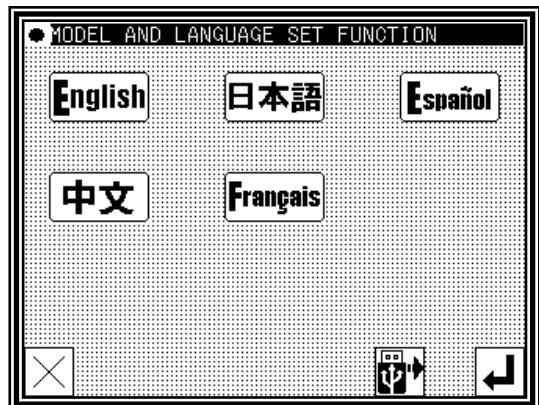 MODEL AND LANGUAGE SET FUNCTION
English 日本語 Español
中文 Français